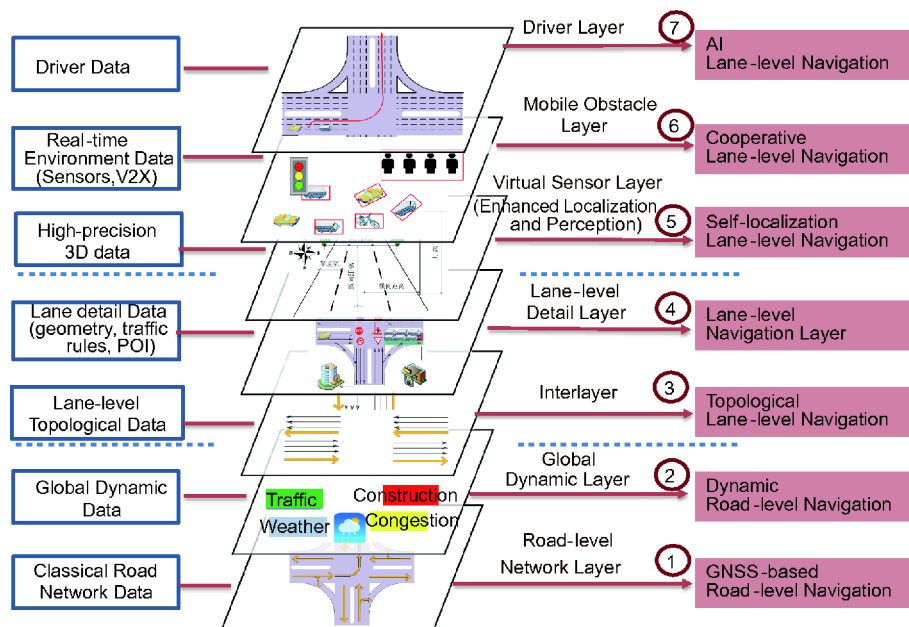 Driver Layer
7
AI
Lane-level Navigation
Driver Data
Mobile Obstacle
Layer
6
Cooperative
Lane-level Navigation
Real-time
Environment Data
(Sensors,V2X)
Virtual Sensor Layer
(Enhanced Localization
and Perception)
5
Self-localization
Lane-level Navigation
High-precision
3D data
Lane-level
Detail Layer
4
Lane-level
Navigation Layer
Lane detail Data
(geometry, traffic
rules, POI)
Interlayer
3
Topological
Lane-level Navigation
Lane-level
Topological Data
Global
Dynamic Layer
2
Dynamic
Road-level Navigation
Global Dynamic
Data
Traffic
Construction
Weather
Congestion
Road-level
Network Layer
1
GNSS-based
Road-level Navigation
Classical Road
Network Data